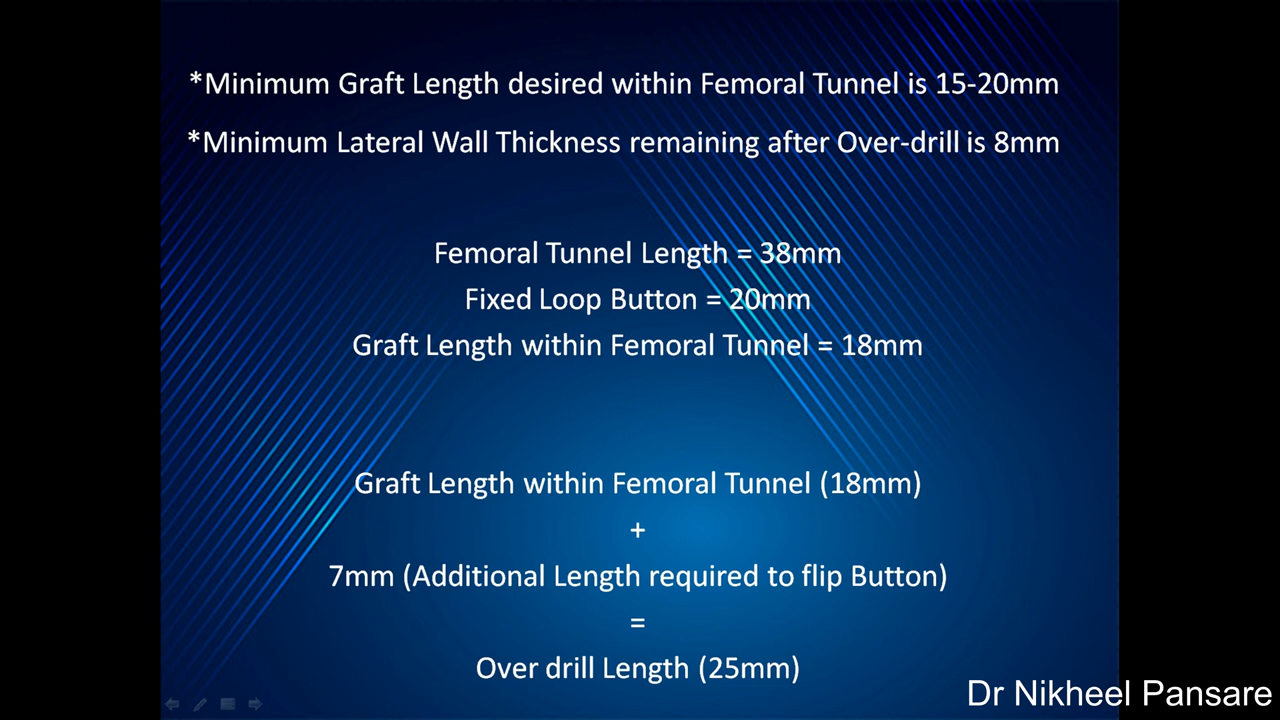 *Minimum Graft Length desired within Femoral Tunnel is 15-20mm
*Minimum Lateral Wall Thickness remaining after Over-drill is 8mm
Femoral Tunnel Length = 38mm
Fixed Loop Button = 20mm
Graft Length within Femoral Tunnel = 18mm
Graft Length within Femoral Tunnel (18mm)
+
7mm (Additional Length required to flip Button)
=
Over drill Length (25mm)
Dr Nikheel Pansare